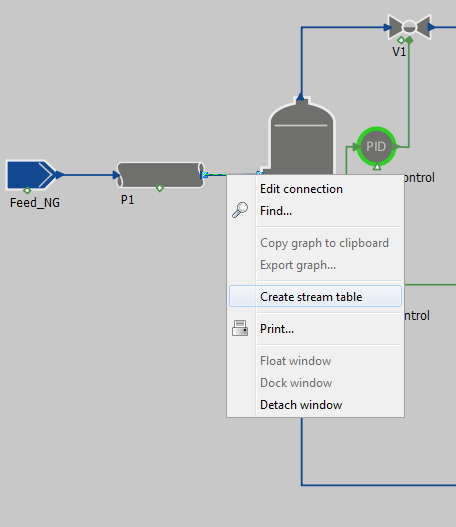 V1
PID
ontrol
Feed_NG
P1
Edit connection
Find...
Copy graph to clipboard
Export graph...
Create stream table
ntrol
Print...
Float window
Dock window
Detach window